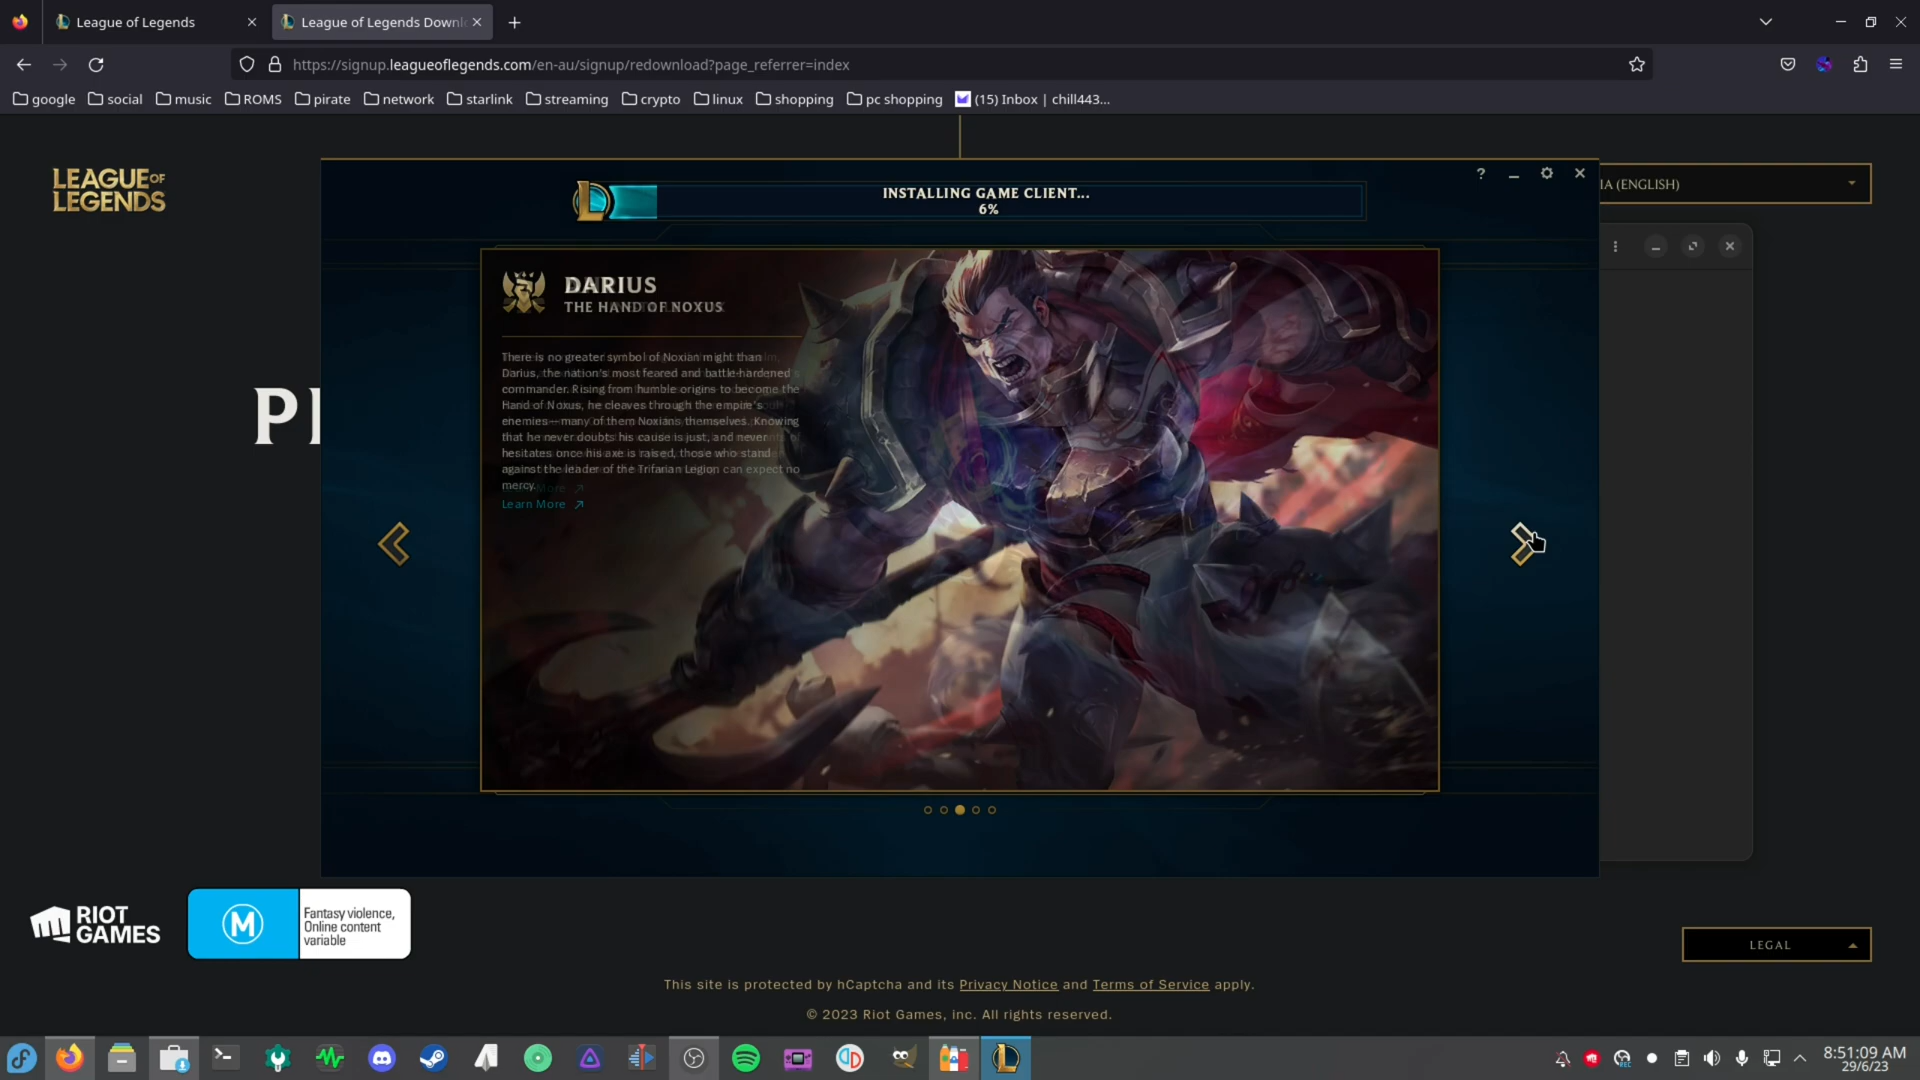 League of Legends
League of Legends Downl
https://signup.leagueoflegends.com/en-au/signup/redownload?page_referrer=index
google
social
music
ROMS
pirate
network
starlink
streaming
crypto
linux
shopping
pc shopping
(15) Inbox | chill443...
LEAGUE OF
LEGENDS
IA (ENGLISH)
INSTALLING GAME CLIENT...
6%
DARIUS
THE HAND OF NOXUS
There is no greater symbol of Noxian might than
Darius, the nation's most feared and battle-hardened
commander. Rising from humble origins to become the
Hand of Noxus, he cleaves through the empire's
enemies—many of them Noxians themselves. Knowing
that he never doubts his cause is just, and never
hesitates once his axe is raised, those who stand
against the leader of the Trifarian Legion can expect no
mercy.
Learn More
PI
RIOT
GAMES
M
Fantasy violence,
Online content
variable
LEGAL
This site is protected by hCaptcha and its Privacy Notice and Terms of Service apply.
© 2023 Riot Games, inc. All rights reserved.
8:51:09 AM
29/6/23